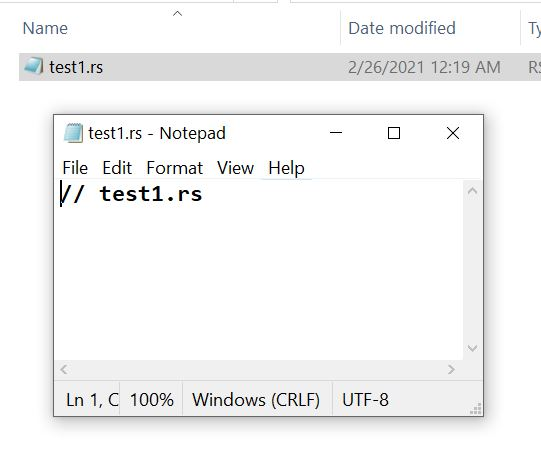 Name Date modified Ty
test1.rs 2/26/2021 12:19 AM RS
test1.rs - Notepad
File Edit Format View Help
// test1.rs
Ln 1, C 100% Windows (CRLF) UTF-8